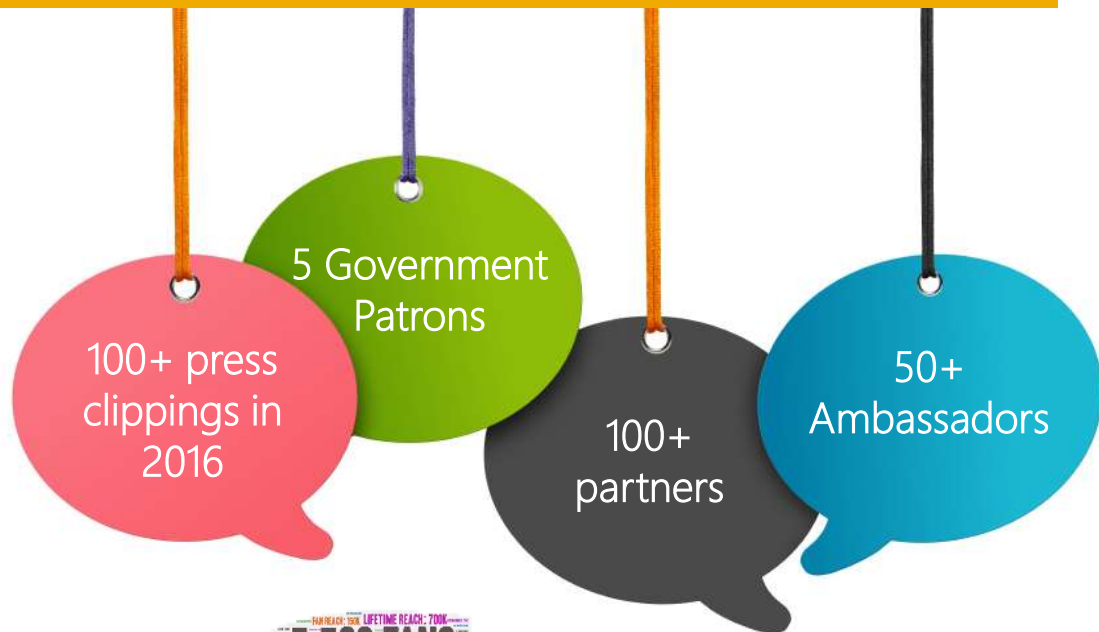 100+ press
clippings in
2016
5 Government
Patrons
100+
partners
50+
Ambassadors
FAN REACH: 150K LIFETIME REACH: 700K